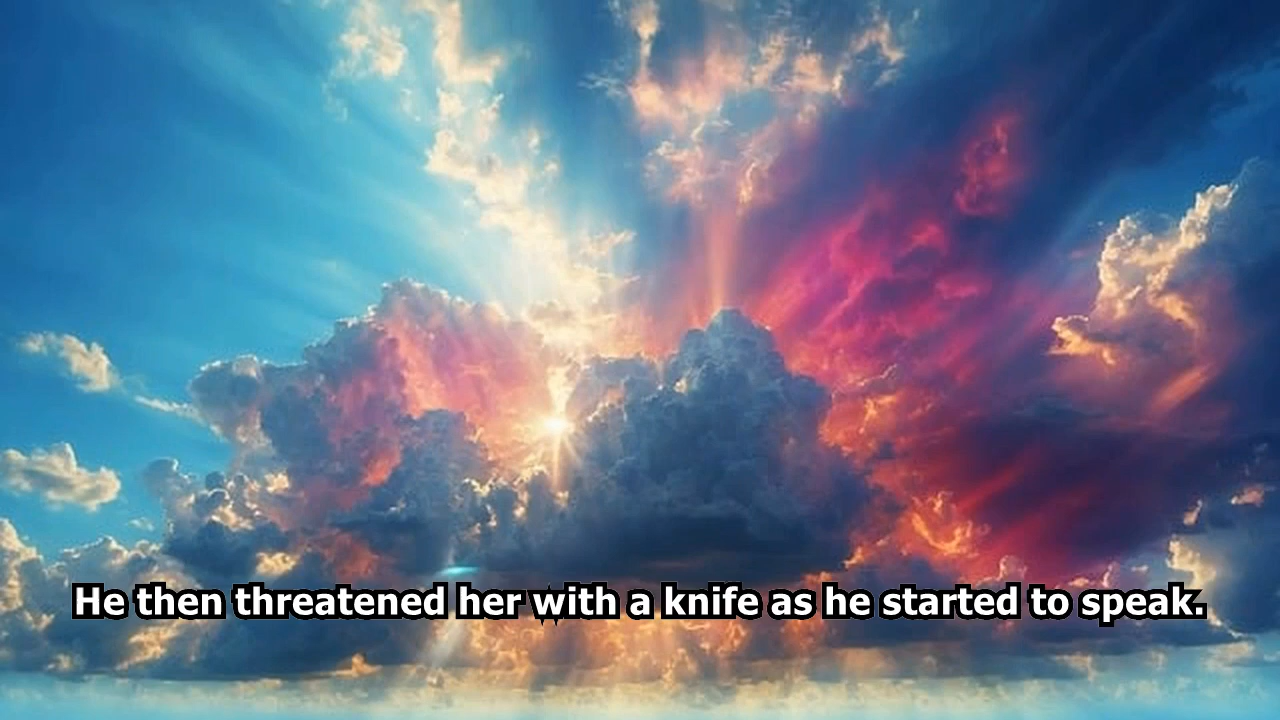 He then threatened her with a knife as he started to speak.